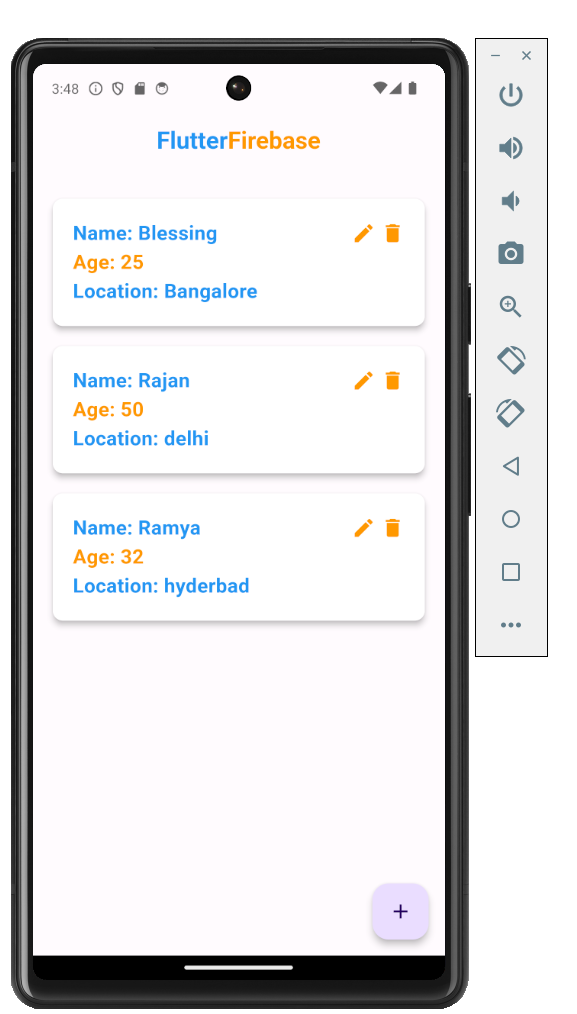 3:48
FlutterFirebase
Name: Blessing
Age: 25
Location: Bangalore
Name: Rajan
Age: 50
Location: delhi
Name: Ramya
Age: 32
Location: hyderbad